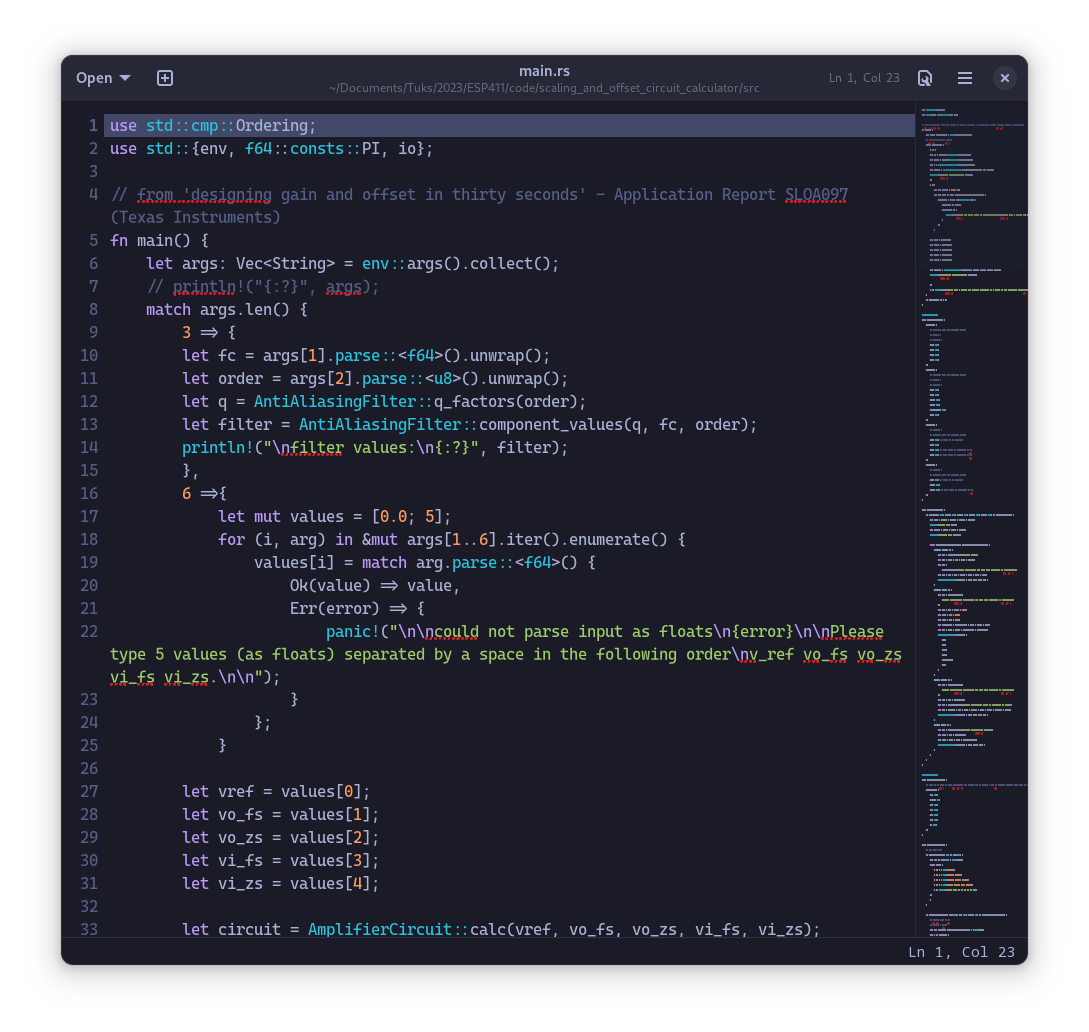 Open
main.rs
~/Documents/Tuks/2023/ESP411/code/scaling_and_offset_circuit_calculator/src
Ln 1, Col 23
1 use std::cmp::Ordering;
2 use std::{env, f64::consts::PI, io};
3
4 // from 'designing gain and offset in thirty seconds' - Application Report SLOA097
(Texas Instruments)
5 fn main() {
6     let args: Vec<String> = env::args().collect();
7     // println!("{:?}", args);
8     match args.len() {
9         3 => {
10         let fc = args[1].parse::<f64>().unwrap();
11         let order = args[2].parse::<u8>().unwrap();
12         let q = AntiAliasingFilter::q_factors(order);
13         let filter = AntiAliasingFilter::component_values(q, fc, order);
14         println!("\nfilter values:\n{:?}", filter);
15         },
16         6 =>{
17             let mut values = [0.0; 5];
18             for (i, arg) in &mut args[1..6].iter().enumerate() {
19                 values[i] = match arg.parse::<f64>() {
20                     Ok(value) => value,
21                     Err(error) => {
22                         panic!("\n\ncould not parse input as floats\n{error}\n\nPlease
type 5 values (as floats) separated by a space in the following order\nv_ref vo_fs vo_zs
vi_fs vi_zs.\n\n");
23                     }
24                 };
25             }
26
27         let vref = values[0];
28         let vo_fs = values[1];
29         let vo_zs = values[2];
30         let vi_fs = values[3];
31         let vi_zs = values[4];
32
33         let circuit = AmplifierCircuit::calc(vref, vo_fs, vo_zs, vi_fs, vi_zs);
Ln 1, Col 23